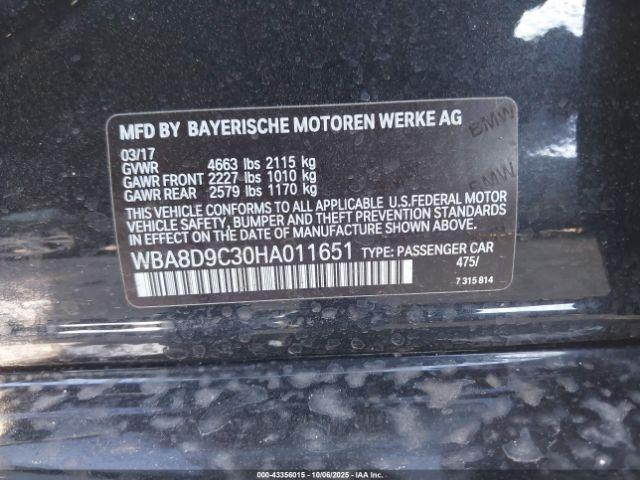 MFD BY BAYERISCHE MOTOREN WERKE AG
BMW
BMW
03/17
GVWR 4663 lbs 2115 kg
GAWR FRONT 2227 lbs 1010 kg
GAWR REAR 2579 lbs 1170 kg
THIS VEHICLE CONFORMS TO ALL APPLICABLE U.S.FEDERAL MOTOR
VEHICLE SAFETY, BUMPER AND THEFT PREVENTION STANDARDS
IN EFFECT ON THE DATE OF MANUFACTURE SHOWN ABOVE.
WBA8D9C30HA011651 TYPE: PASSENGER CAR
475/
7 315 814
000-43356015 - 10/06/2025 - IAA Inc.